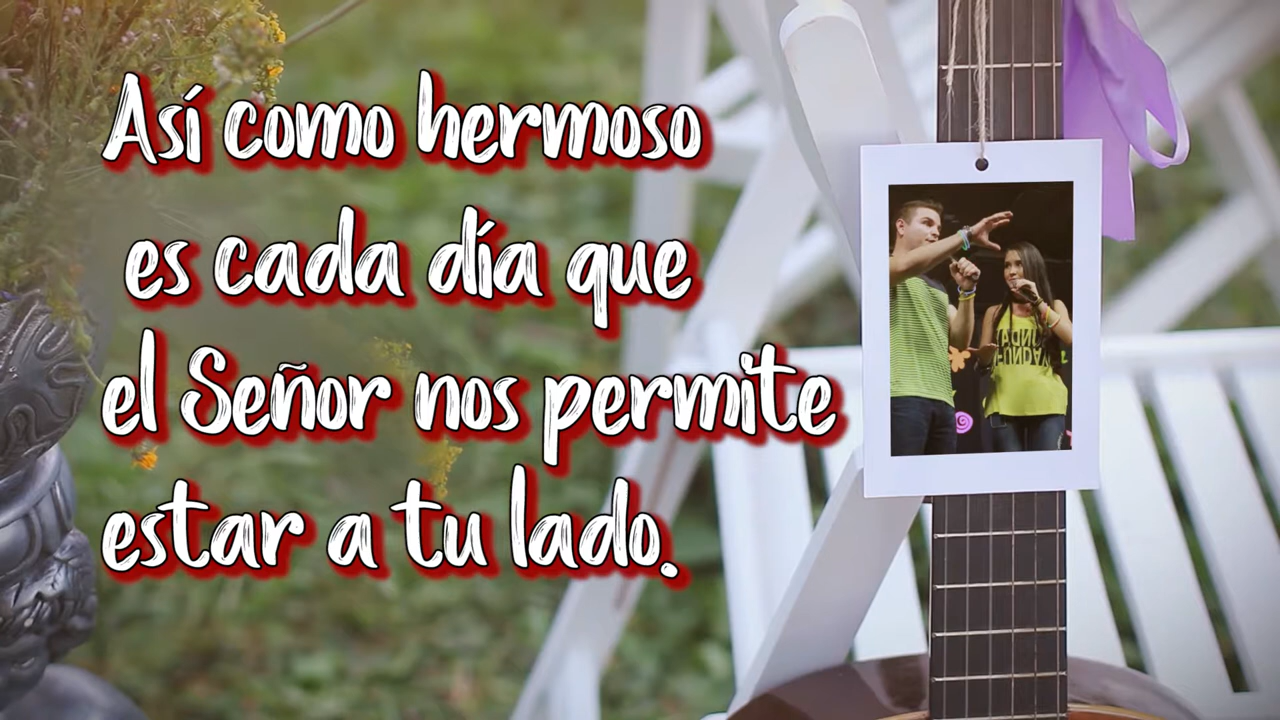 Así como hermoso
es cada día que
el Señor nos permite
estar a tu lado.